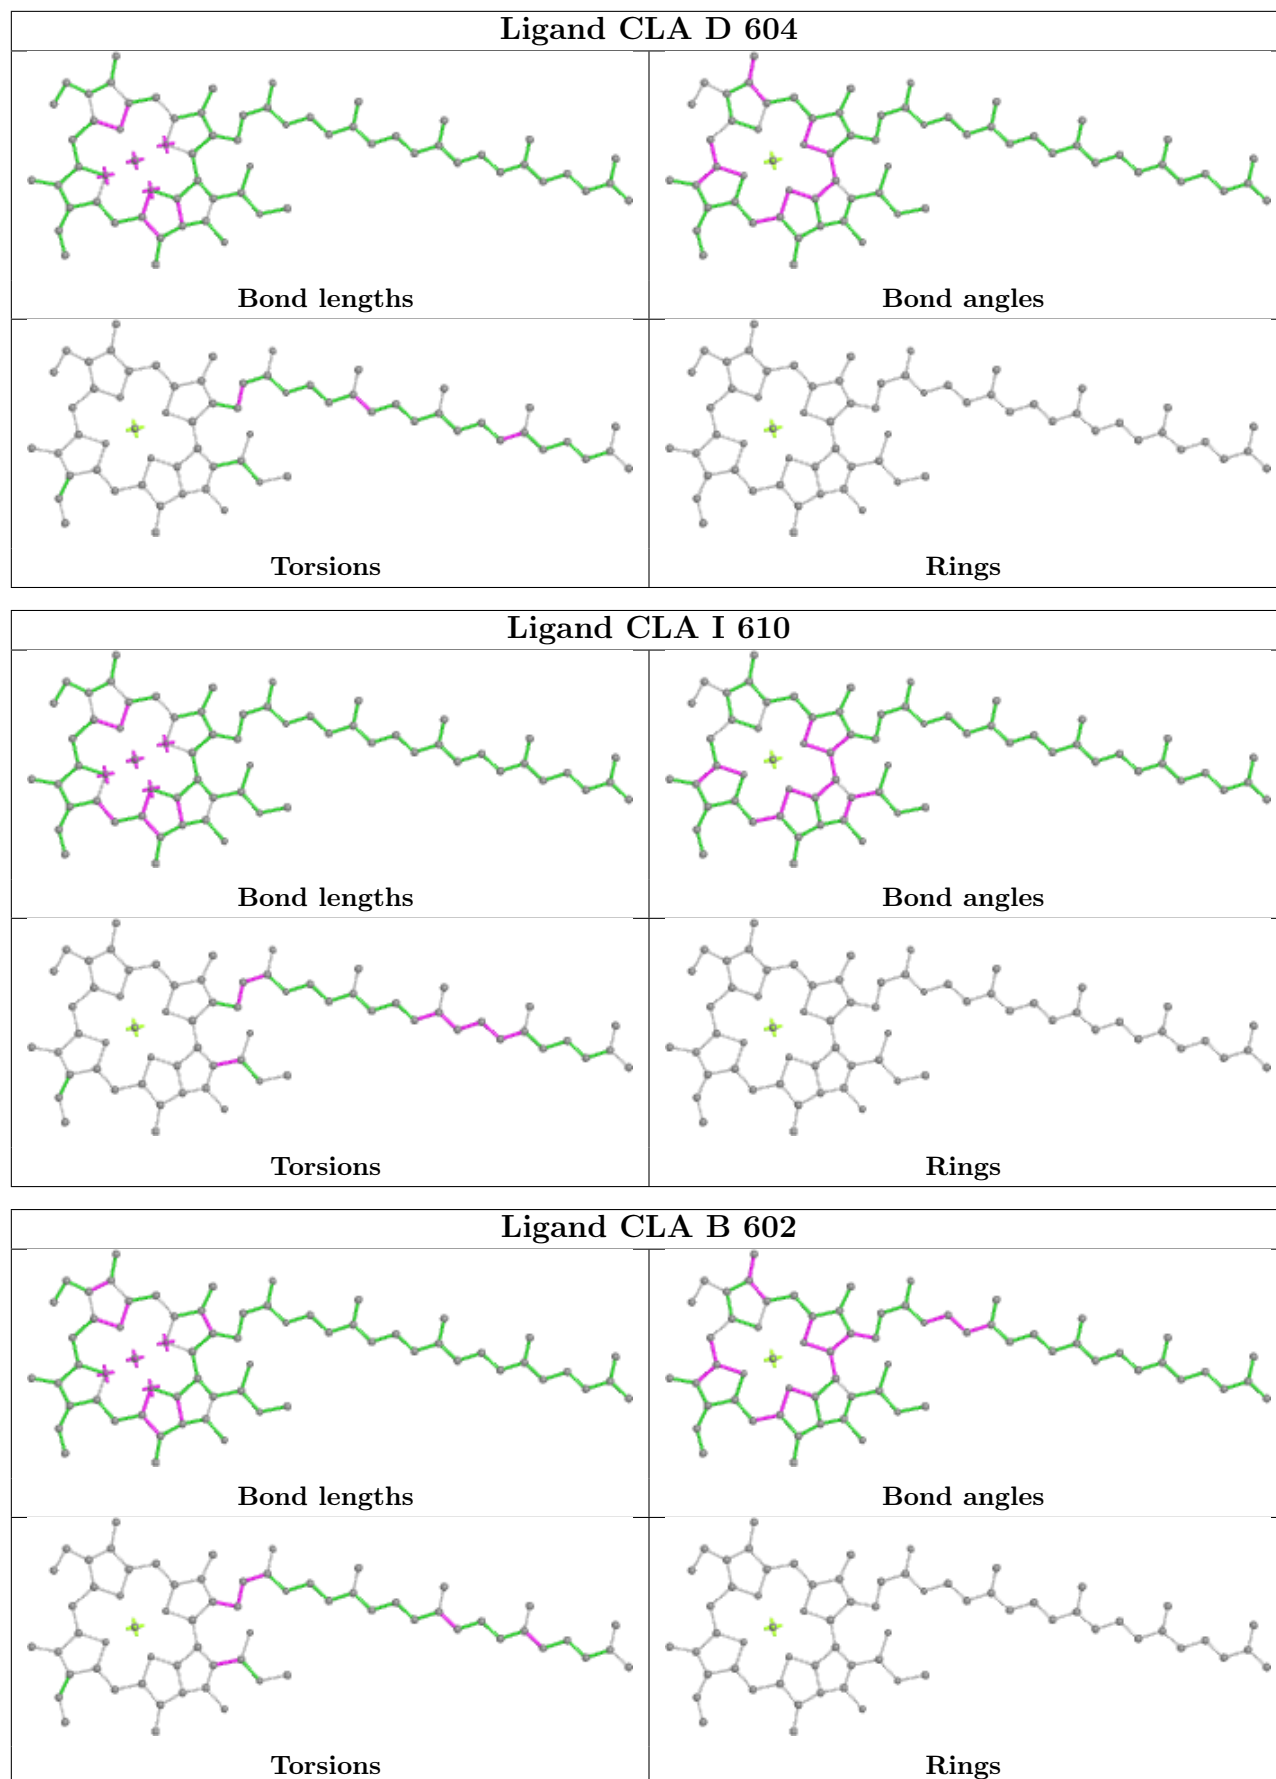 Ligand CLA D 604
Bond lengths
Bond angles
Torsions
Rings
Ligand CLA I 610
Bond lengths
Bond angles
Torsions
Rings
Ligand CLA B 602
Bond lengths
Bond angles
Torsions
Rings